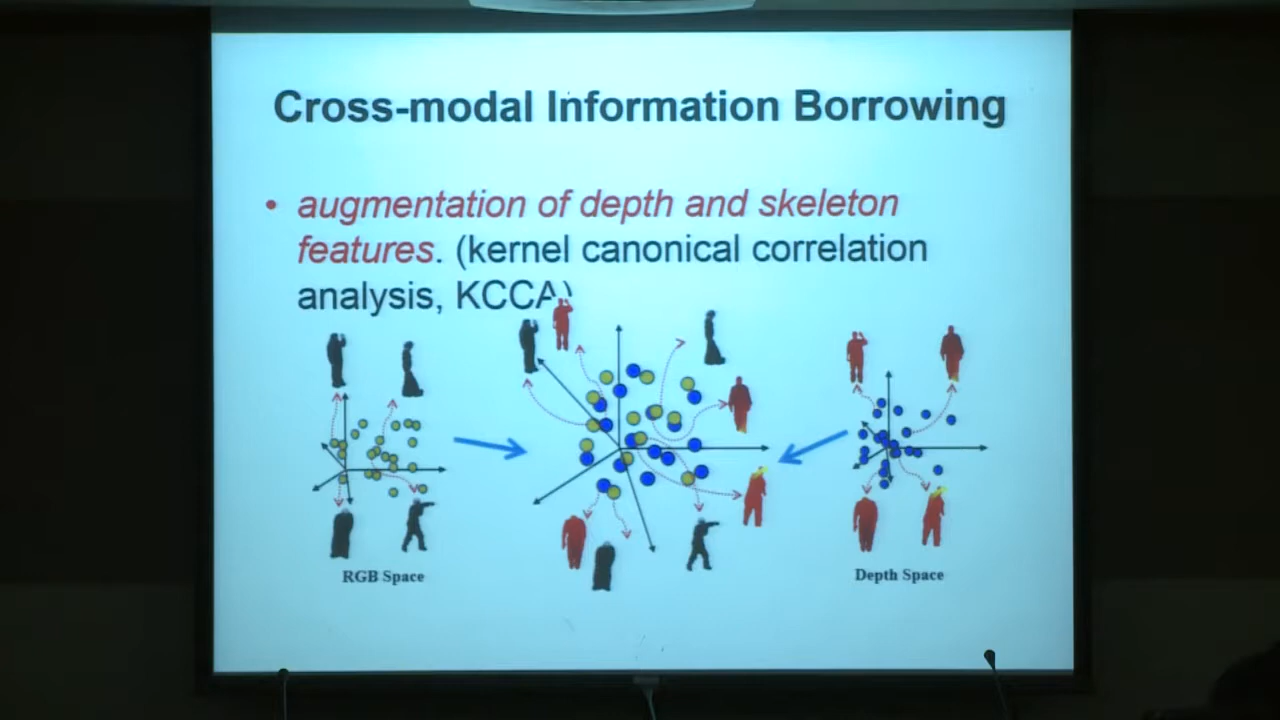 Cross-modal Information Borrowing
• augmentation of depth and skeleton
features. (kernel canonical correlation
analysis, KCCA)
RGB Space
Depth Space